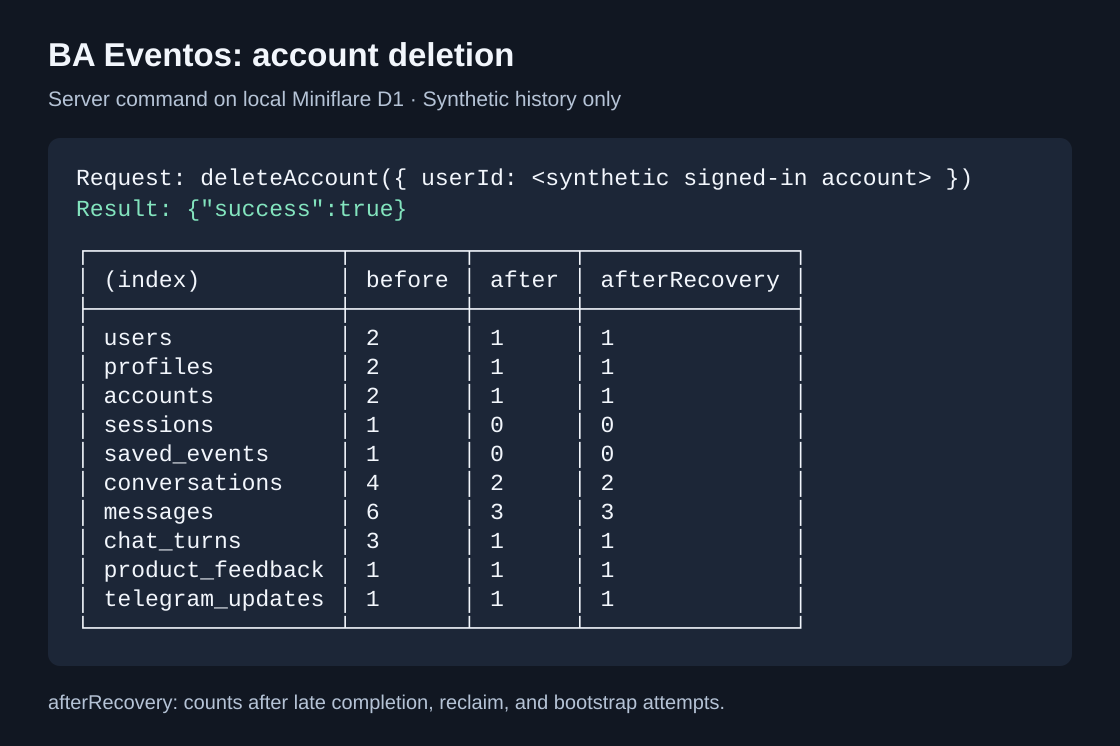 BA Eventos: account deletion
Server command on local Miniflare D1 · Synthetic history only
Request: deleteAccount({ userId: <synthetic signed-in account> })
Result: {"success":true}
(index) before after afterRecovery
users 2 1 1
profiles 2 1 1
accounts 2 1 1
sessions 1 0 0
saved_events 1 0 0
conversations 4 2 2
messages 6 3 3
chat_turns 3 1 1
product_feedback 1 1 1
telegram_updates 1 1 1
afterRecovery: counts after late completion, reclaim, and bootstrap attempts.